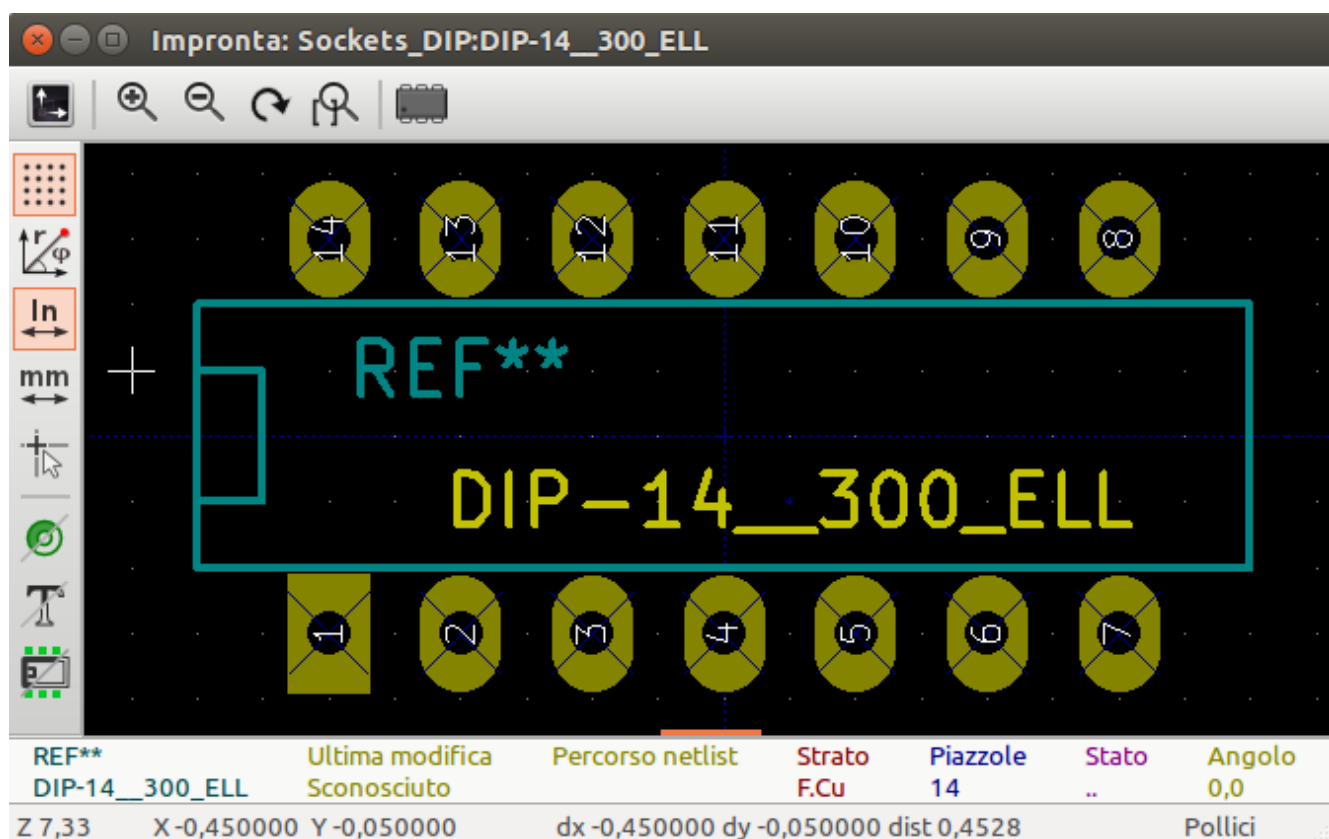 Impronta: Sockets_DIP:DIP-14__300_ELL
14 13 12 11 10 9 8
In
mm
REF**
DIP-14__300_ELL
1 2 3 4 5 6 7
REF** Ultima modifica Percorso netlist Strato Piazzole Stato Angolo
DIP-14__300_ELL Sconosciuto F.Cu 14 .. 0,0
Z 7,33 X -0,450000 Y -0,050000 dx -0,450000 dy -0,050000 dist 0,4528 Pollici